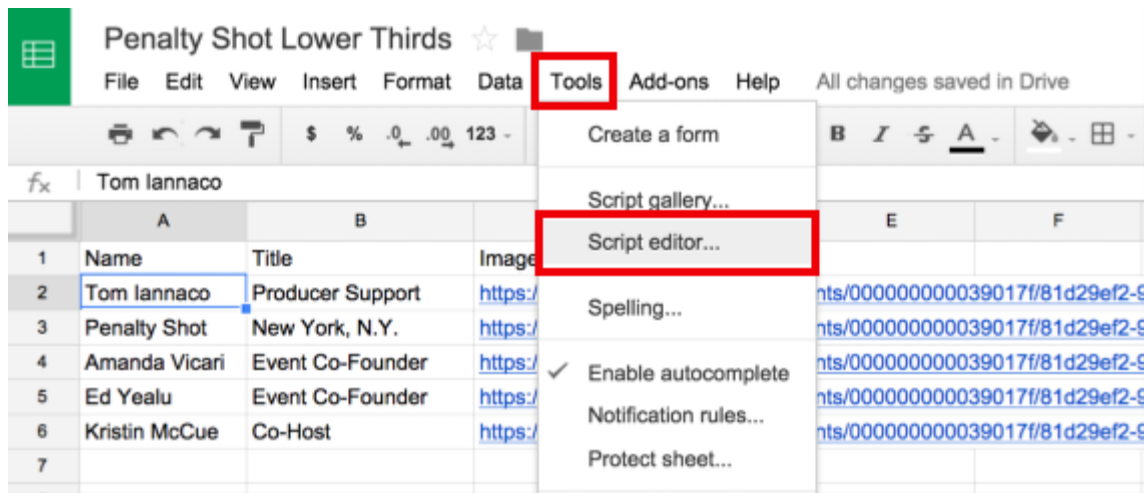 Penalty Shot Lower Thirds
File Edit View Insert Format Data Tools Add-ons Help All changes saved in Drive
$ % .0 .00 123 B I S A
Create a form
fx Tom Iannaco
Script gallery...
A B E F
Script editor...
1 Name Title Image
2 Tom Iannaco Producer Support https:/ nts/000000000039017f/81d29ef2-9
Spelling...
3 Penalty Shot New York, N.Y. https:/ nts/000000000039017f/81d29ef2-9
4 Amanda Vicari Event Co-Founder https:/ nts/000000000039017f/81d29ef2-9
Enable autocomplete
5 Ed Yealu Event Co-Founder https:/ nts/000000000039017f/81d29ef2-9
Notification rules...
6 Kristin McCue Co-Host https:/ nts/000000000039017f/81d29ef2-9
Protect sheet...
7